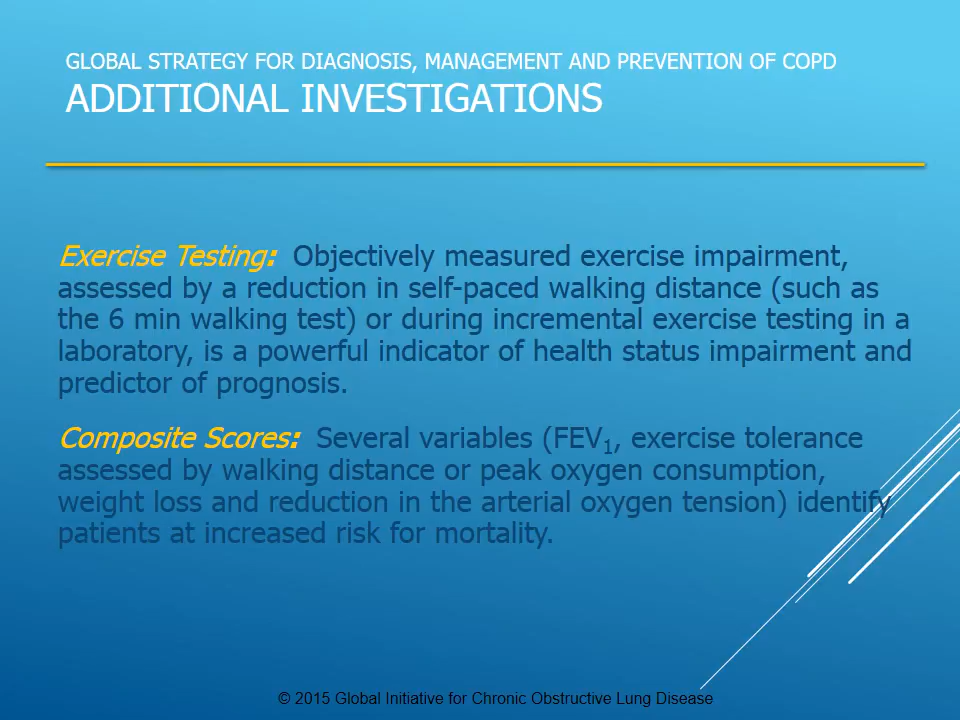 GLOBAL STRATEGY FOR DIAGNOSIS, MANAGEMENT AND PREVENTION OF COPD
ADDITIONAL INVESTIGATIONS
Exercise Testing: Objectively measured exercise impairment,
assessed by a reduction in self-paced walking distance (such as
the 6 min walking test) or during incremental exercise testing in a
laboratory, is a powerful indicator of health status impairment and
predictor of prognosis.
Composite Scores: Several variables (FEV₁, exercise tolerance
assessed by walking distance or peak oxygen consumption,
weight loss and reduction in the arterial oxygen tension) identify
patients at increased risk for mortality.
© 2015 Global Initiative for Chronic Obstructive Lung Disease